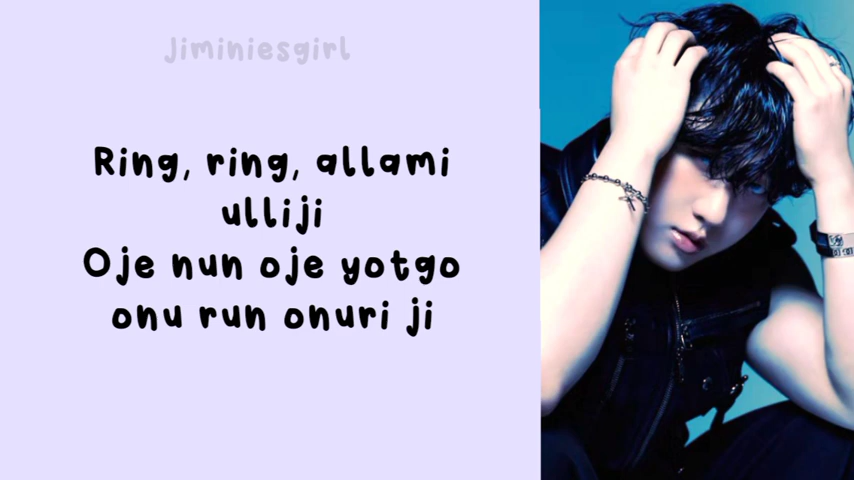 Jiminiesgirl
Ring, ring, allami
ulliji
Oje nun oje yotgo
onu run onuri ji